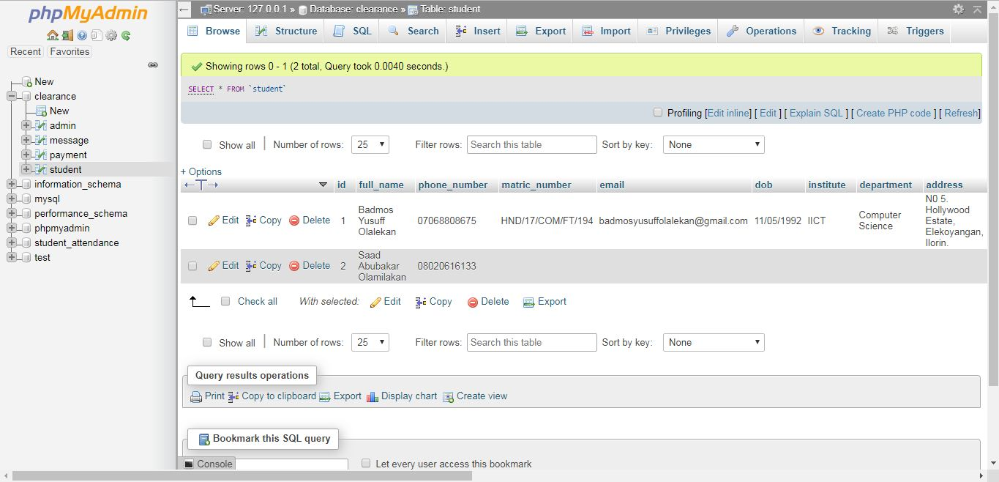 phpMyAdmin
Recent Favorites
New
clearance
New
admin
message
payment
student
information_schema
mysql
performance_schema
phpmyadmin
student_attendance
test
Server: 127.0.0.1 » Database: clearance » Table: student
Browse Structure SQL Search Insert Export Import Privileges Operations Tracking Triggers
Showing rows 0 - 1 (2 total, Query took 0.0040 seconds.)
SELECT * FROM `student`
Profiling [Edit inline] [ Edit ] [ Explain SQL ] [ Create PHP code ] [ Refresh]
Show all | Number of rows: 25 Filter rows: Search this table Sort by key: None
+ Options
←T→ id full_name phone_number matric_number email dob institute department address
Edit Copy Delete 1 Badmos Yusuff Olalekan 07068808675 HND/17/COM/FT/194 badmosyusuffolalekan@gmail.com 11/05/1992 IICT Computer Science N0 5. Hollywood Estate, Elekoyangan, Ilorin.
Edit Copy Delete 2 Saad Abubakar Olamilakan 08020616133
Check all With selected: Edit Copy Delete Export
Show all | Number of rows: 25 Filter rows: Search this table Sort by key: None
Query results operations
Print Copy to clipboard Export Display chart Create view
Bookmark this SQL query
Console Let every user access this bookmark